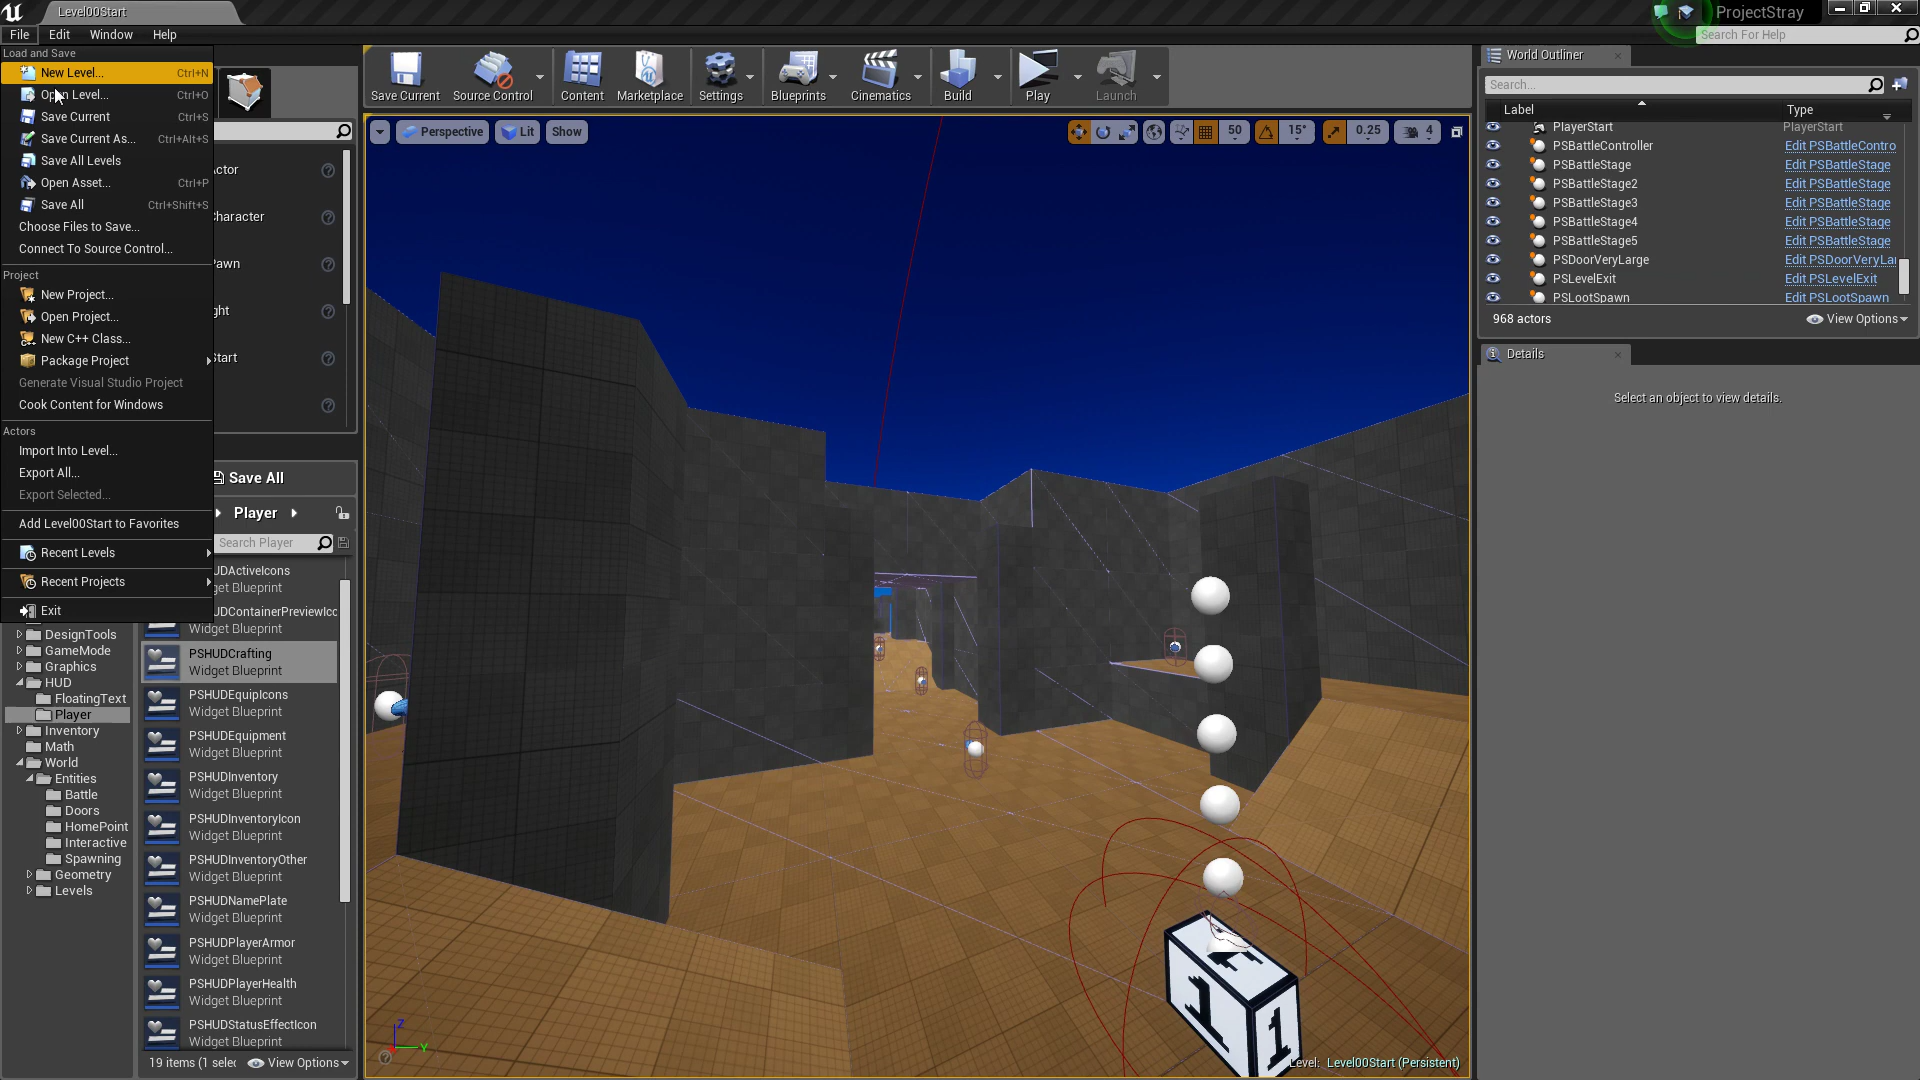 Level00Start
ProjectStray
File Edit Window Help
Search For Help
Load and Save
New Level... Ctrl+N
Open Level... Ctrl+O
Save Current Ctrl+S
Save Current As... Ctrl+Alt+S
Save All Levels
Open Asset... Ctrl+P
Save All Ctrl+Shift+S
Choose Files to Save...
Connect To Source Control...
Project
New Project...
Open Project...
New C++ Class...
Package Project
Generate Visual Studio Project
Cook Content for Windows
Actors
Import Into Level...
Export All...
Export Selected...
Add Level00Start to Favorites
Recent Levels
Recent Projects
Exit
DesignTools
GameMode
Graphics
HUD
FloatingText
Player
Inventory
Math
World
Entities
Battle
Doors
HomePoint
Interactive
Spawning
Geometry
Levels
Save All
Player
Search Player
Widget Blueprint
PSHUDCrafting
Widget Blueprint
PSHUDEquipIcons
Widget Blueprint
PSHUDEquipment
Widget Blueprint
PSHUDInventory
Widget Blueprint
PSHUDInventoryIcon
Widget Blueprint
PSHUDInventoryOther
Widget Blueprint
PSHUDNamePlate
Widget Blueprint
PSHUDPlayerArmor
Widget Blueprint
PSHUDPlayerHealth
Widget Blueprint
PSHUDStatusEffectIcon
Widget Blueprint
19 items (1 selec View Options
Save Current Source Control Content Marketplace Settings Blueprints Cinematics Build Play Launch
Perspective Lit Show 50 15° 0.25 4
Z
Y
1
1
Level: Level00Start (Persistent)
World Outliner
Search...
Label Type
PlayerStart PlayerStart
PSBattleController Edit PSBattleContro
PSBattleStage Edit PSBattleStage
PSBattleStage2 Edit PSBattleStage
PSBattleStage3 Edit PSBattleStage
PSBattleStage4 Edit PSBattleStage
PSBattleStage5 Edit PSBattleStage
PSDoorVeryLarge Edit PSDoorVeryLar
PSLevelExit Edit PSLevelExit
PSLootSpawn Edit PSLootSpawn
968 actors View Options
Details
Select an object to view details.